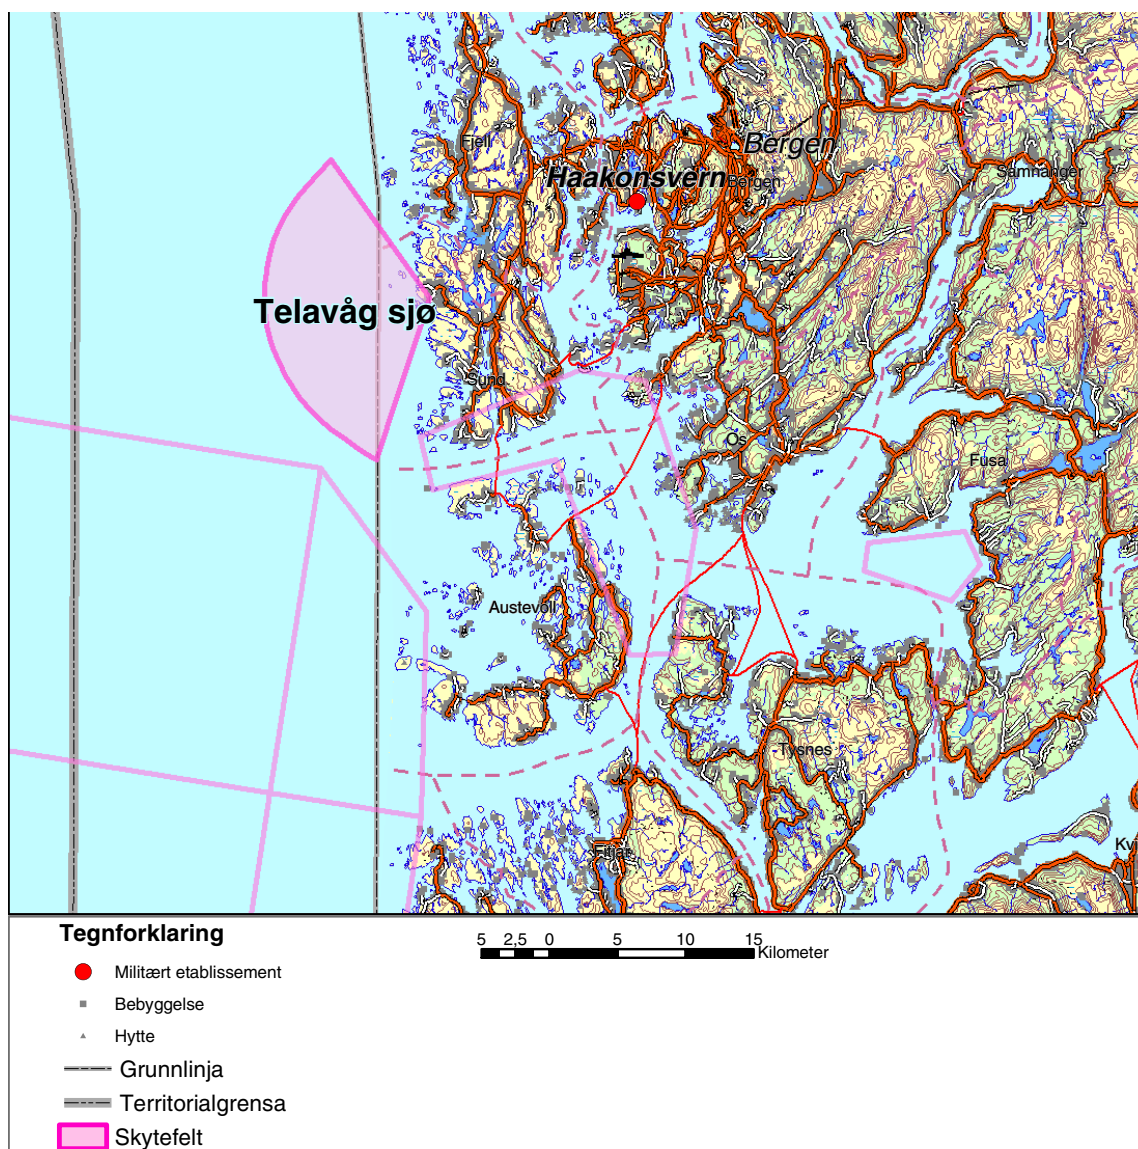 Fjell
Bergen
Haakonsvern
Bergen
Samnanger
Telavåg sjø
Sund
Os
Fusa
Austevoll
Tysnes
Fitjar
Kvi
Tegnforklaring
5 2,5 0 5 10 15
Kilometer
Militært etablissement
Bebyggelse
Hytte
Grunnlinja
Territorialgrensa
Skytefelt